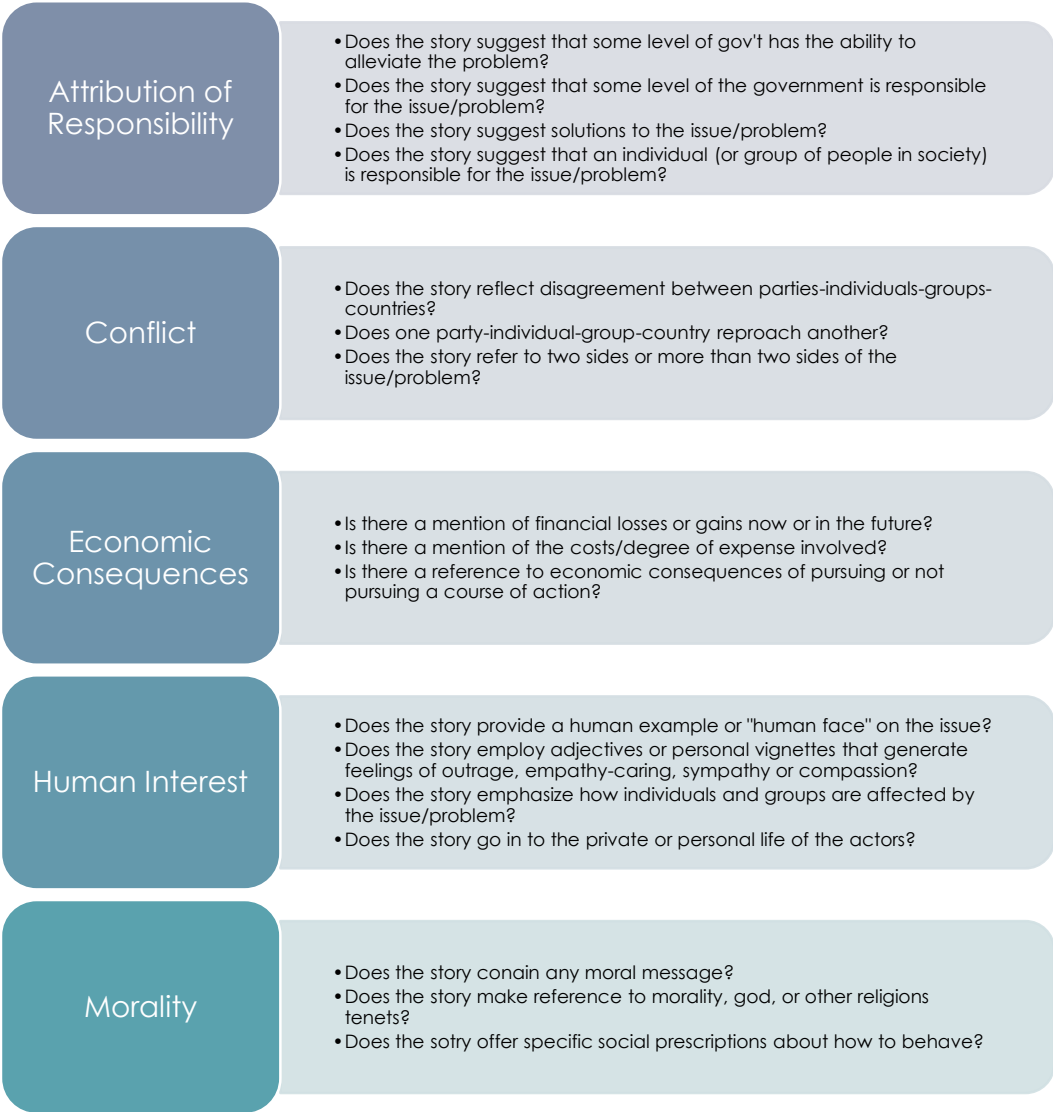 Attribution of
Responsibility
•Does the story suggest that some level of gov't has the ability to
alleviate the problem?
•Does the story suggest that some level of the government is responsible
for the issue/problem?
•Does the story suggest solutions to the issue/problem?
•Does the story suggest that an individual (or group of people in society)
is responsible for the issue/problem?
Conflict
•Does the story reflect disagreement between parties-individuals-groups-
countries?
•Does one party-individual-group-country reproach another?
•Does the story refer to two sides or more than two sides of the
issue/problem?
Economic
Consequences
•Is there a mention of financial losses or gains now or in the future?
•Is there a mention of the costs/degree of expense involved?
•Is there a reference to economic consequences of pursuing or not
pursuing a course of action?
Human Interest
•Does the story provide a human example or "human face" on the issue?
•Does the story employ adjectives or personal vignettes that generate
feelings of outrage, empathy-caring, sympathy or compassion?
•Does the story emphasize how individuals and groups are affected by
the issue/problem?
•Does the story go in to the private or personal life of the actors?
Morality
•Does the story conain any moral message?
•Does the story make reference to morality, god, or other religions
tenets?
•Does the sotry offer specific social prescriptions about how to behave?